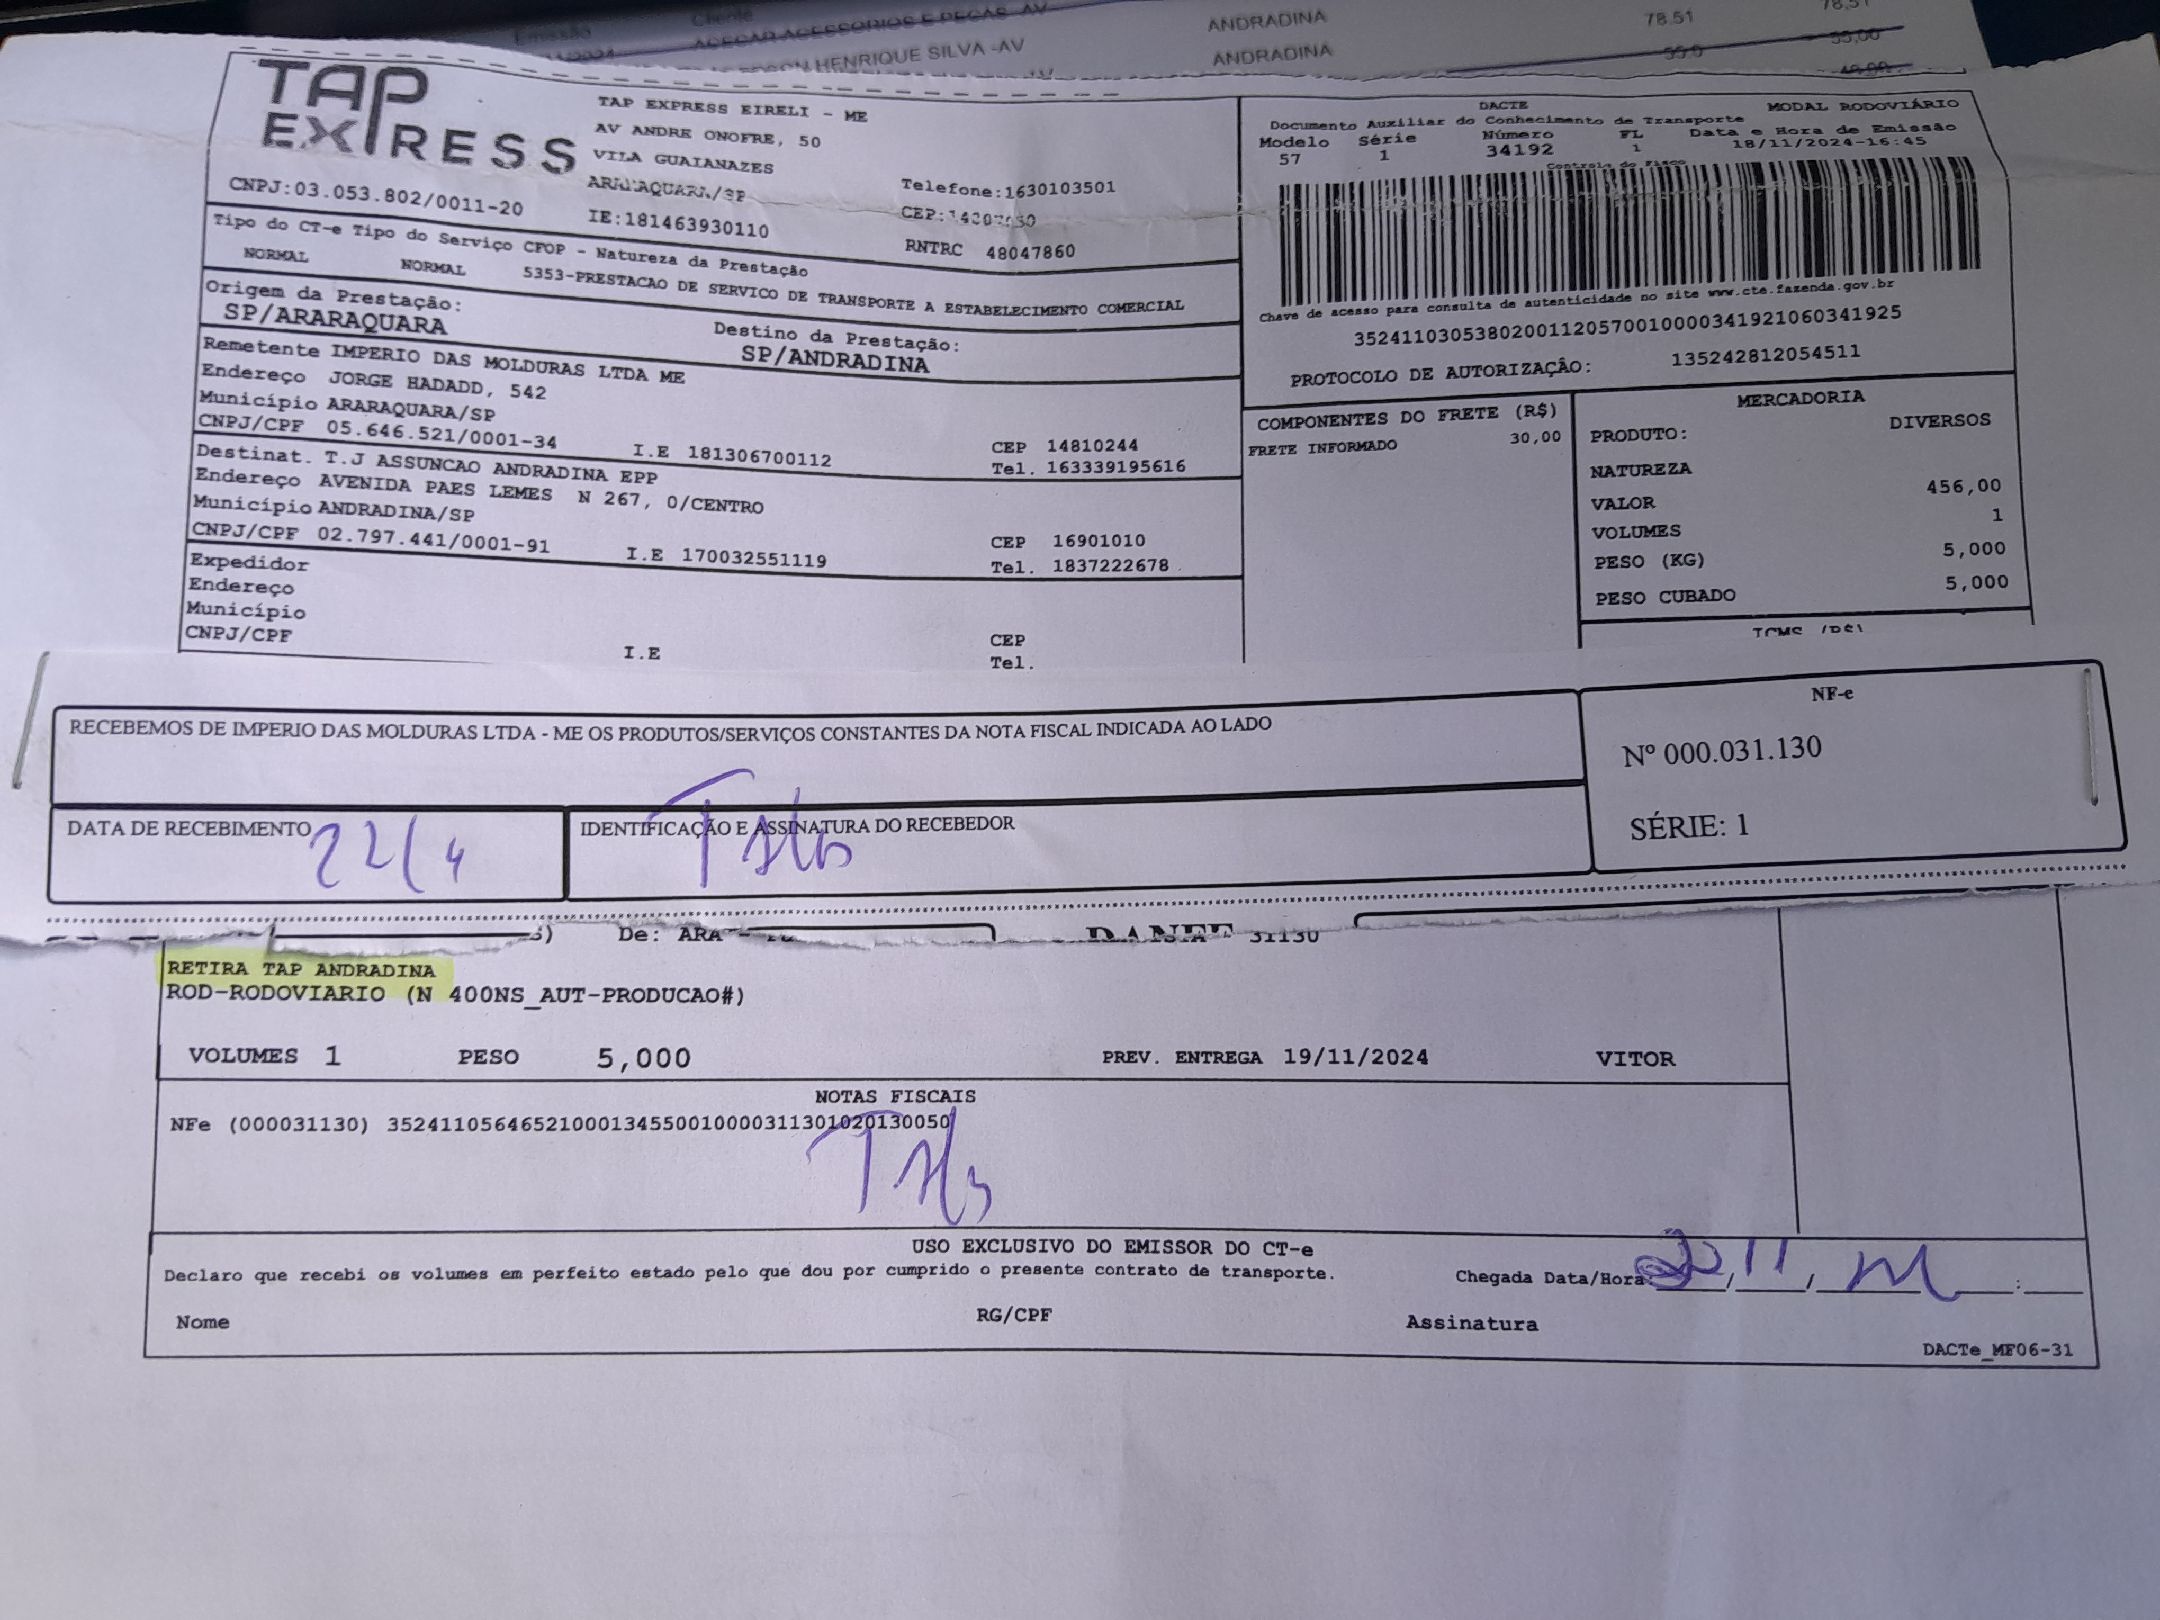 Emissão Cliente
ACECAR ACESSORIOS E PECAS -AV ANDRADINA 78,51 78,51
HENRIQUE SILVA -AV ANDRADINA 55,00
TAP
EXPRESS
TAP EXPRESS EIRELI - ME
AV ANDRE ONOFRE, 50
VILA GUAIANAZES
ARARAQUARA/SP Telefone:1630103501
CNPJ:03.053.802/0011-20 IE:181463930110
RNTRC 48047860
Tipo do CT-e Tipo do Serviço CFOP - Natureza da Prestação
NORMAL NORMAL 5353-PRESTACAO DE SERVICO DE TRANSPORTE A ESTABELECIMENTO COMERCIAL
Origem da Prestação: Destino da Prestação:
SP/ARARAQUARA SP/ANDRADINA
Remetente IMPERIO DAS MOLDURAS LTDA ME
Endereço JORGE HADADD, 542
Município ARARAQUARA/SP CEP 14810244
CNPJ/CPF 05.646.521/0001-34 I.E 181306700112 Tel. 163339195616
Destinat. T.J ASSUNCAO ANDRADINA EPP
Endereço AVENIDA PAES LEMES N 267, 0/CENTRO
Município ANDRADINA/SP CEP 16901010
CNPJ/CPF 02.797.441/0001-91 I.E 170032551119 Tel. 1837222678
Expedidor
Endereço
Município CEP
CNPJ/CPF I.E Tel.
DACTE MODAL RODOVIÁRIO
Documento Auxiliar do Conhecimento de Transporte
Modelo Série Número FL Data e Hora de Emissão
57 1 34192 1 18/11/2024-16:45
Controle do Fisco
Chave de acesso para consulta de autenticidade no site www.cte.fazenda.gov.br
35241103053802001120570010000341921060341925
PROTOCOLO DE AUTORIZAÇÂO: 135242812054511
COMPONENTES DO FRETE (R$)
FRETE INFORMADO 30,00
MERCADORIA
PRODUTO: DIVERSOS
NATUREZA
VALOR 456,00
VOLUMES 1
PESO (KG) 5,000
PESO CUBADO 5,000
ICMS (R$)
RECEBEMOS DE IMPERIO DAS MOLDURAS LTDA - ME OS PRODUTOS/SERVIÇOS CONSTANTES DA NOTA FISCAL INDICADA AO LADO
DATA DE RECEBIMENTO
IDENTIFICAÇÃO E ASSINATURA DO RECEBEDOR
NF-e
Nº 000.031.130
SÉRIE: 1
De: ARA DANFE 31130
RETIRA TAP ANDRADINA
ROD-RODOVIARIO (N 400NS_AUT-PRODUCAO#)
VOLUMES 1 PESO 5,000 PREV. ENTREGA 19/11/2024 VITOR
NOTAS FISCAIS
NFe (000031130) 35241105646521000134550010000311301020130050
USO EXCLUSIVO DO EMISSOR DO CT-e
Declaro que recebi os volumes em perfeito estado pelo que dou por cumprido o presente contrato de transporte. Chegada Data/Hora
Nome RG/CPF Assinatura
DACTe_MF06-31